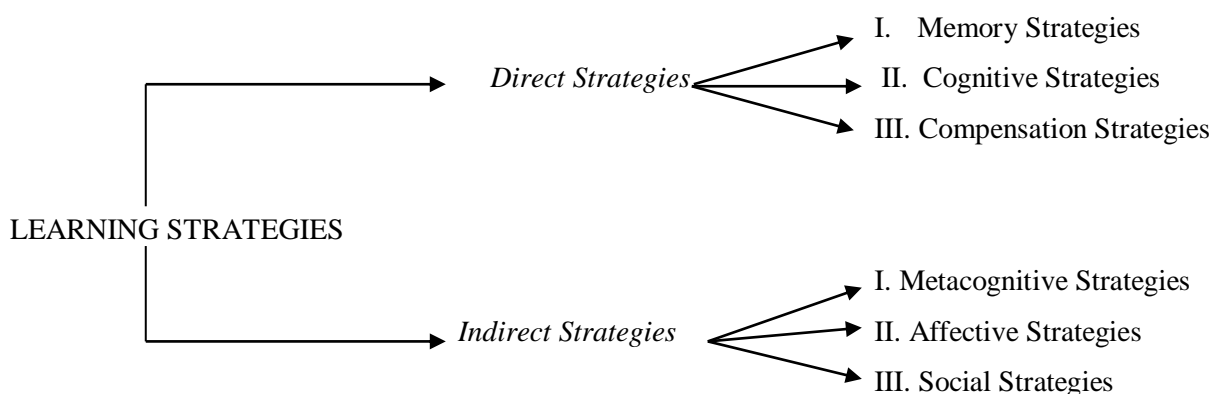 I. Memory Strategies
Direct Strategies
II. Cognitive Strategies
III. Compensation Strategies
LEARNING STRATEGIES
I. Metacognitive Strategies
Indirect Strategies
II. Affective Strategies
III. Social Strategies